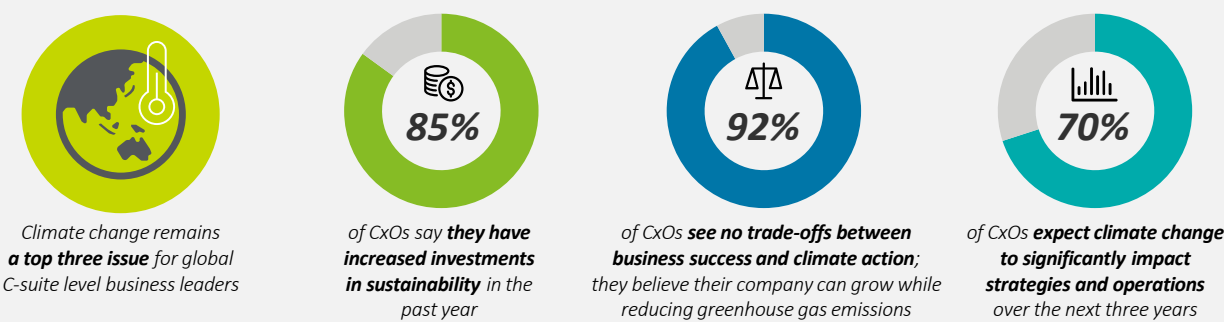 Climate change remains
a top three issue for global
C-suite level business leaders
$
85%
of CxOs say they have
increased investments
in sustainability in the
past year
92%
of CxOs see no trade-offs between
business success and climate action;
they believe their company can grow while
reducing greenhouse gas emissions
70%
of CxOs expect climate change
to significantly impact
strategies and operations
over the next three years